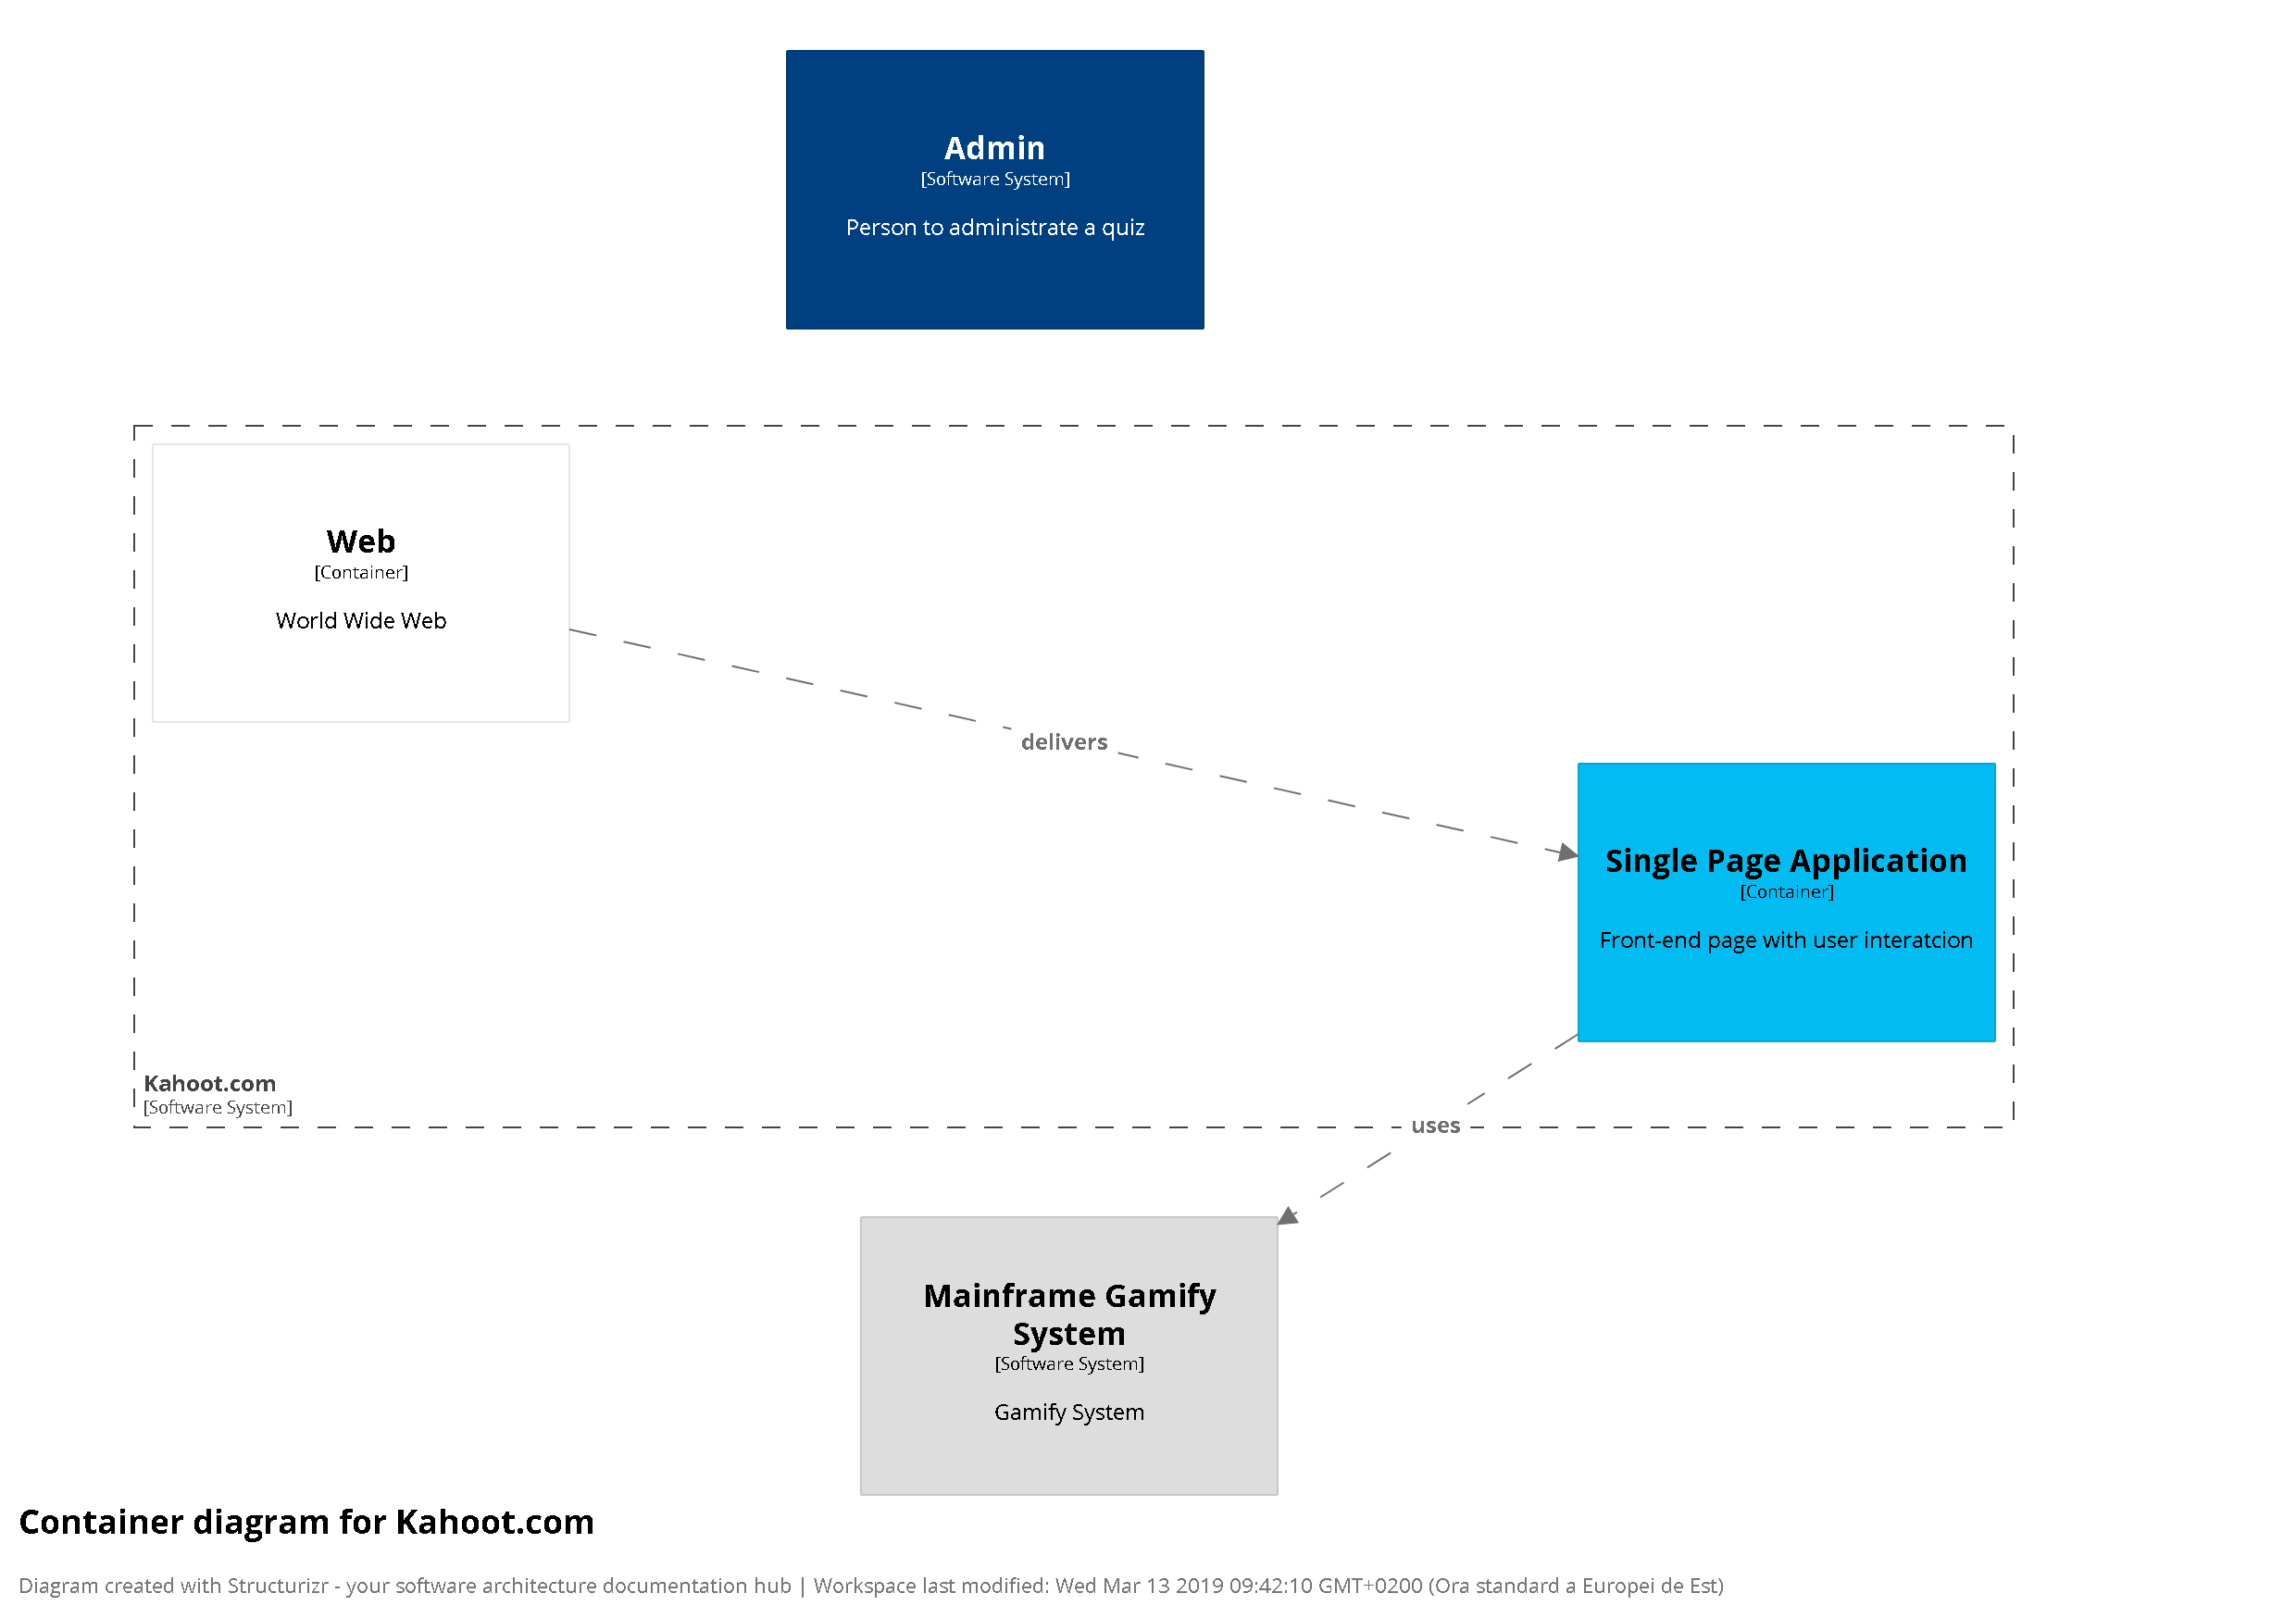 Admin
[Software System]
Person to administrate a quiz
Web
[Container]
World Wide Web
delivers
Single Page Application
[Container]
Front-end page with user interatcion
Kahoot.com
[Software System]
uses
Mainframe Gamify
System
[Software System]
Gamify System
Container diagram for Kahoot.com
Diagram created with Structurizr - your software architecture documentation hub | Workspace last modified: Wed Mar 13 2019 09:42:10 GMT+0200 (Ora standard a Europei de Est)